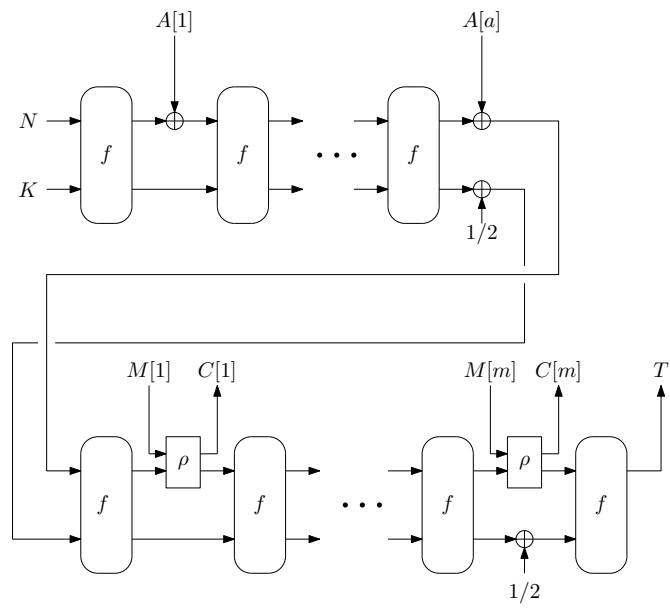 A[1] A[a]
N f f · · · f
K
1/2
M[1] C[1] M[m] C[m] T
f ρ f · · · f ρ f
1/2